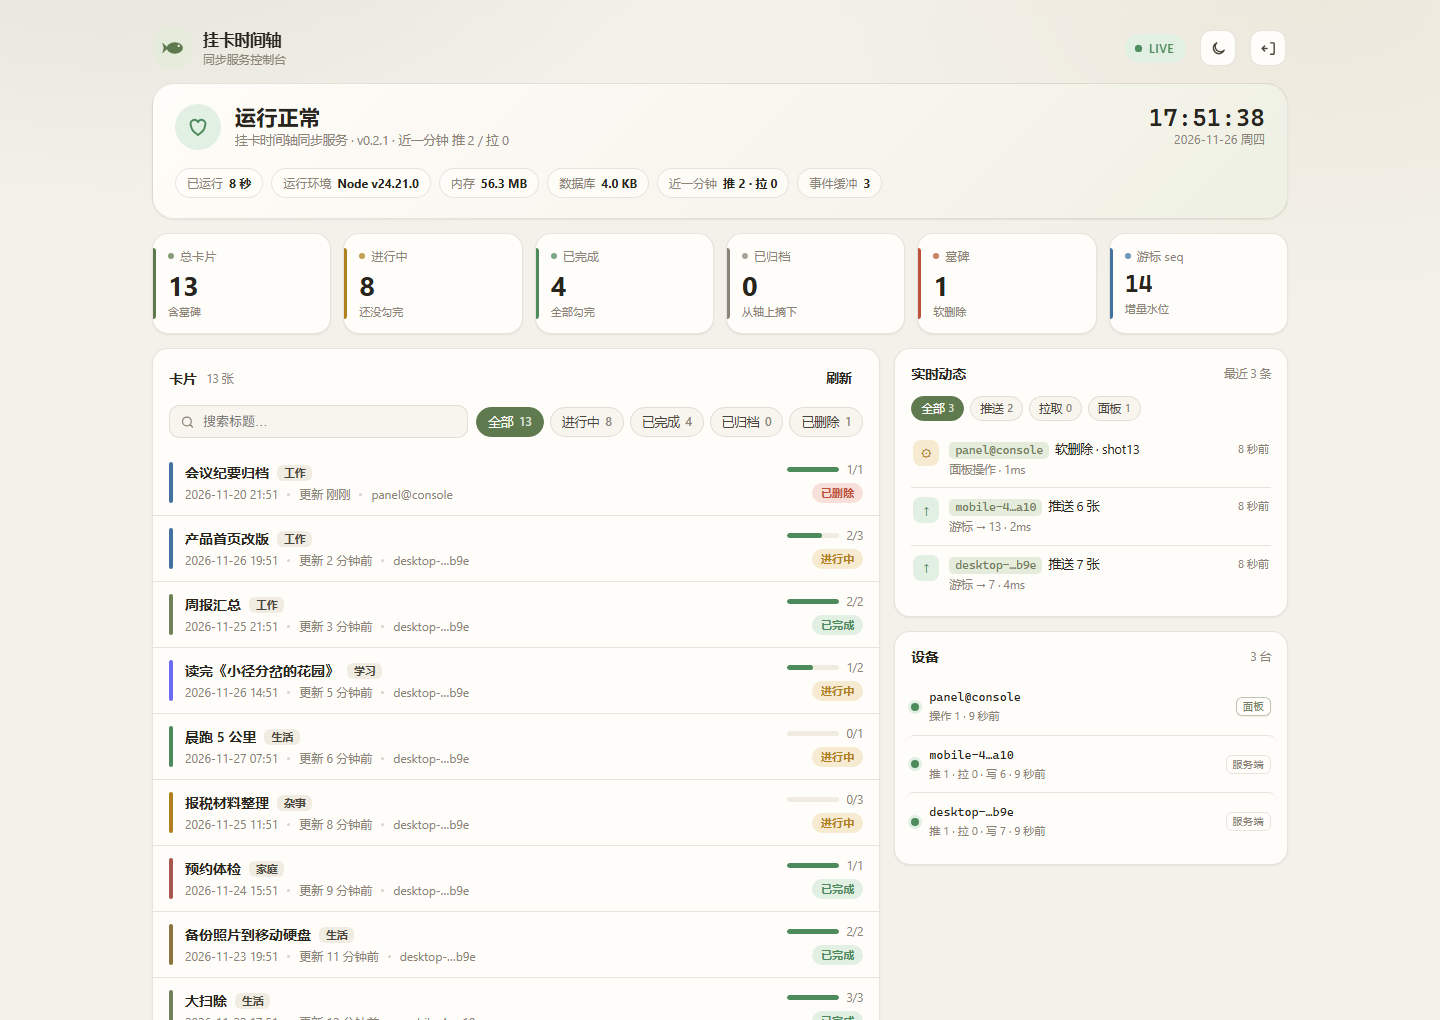 挂卡时间轴
同步服务控制台
LIVE
运行正常
挂卡时间轴同步服务 · v0.2.1 · 近一分钟 推 2 / 拉 0
17:51:38
2026-11-26 周四
已运行 8 秒
运行环境 Node v24.21.0
内存 56.3 MB
数据库 4.0 KB
近一分钟 推 2 · 拉 0
事件缓冲 3
总卡片
13
含墓碑
进行中
8
还没勾完
已完成
4
全部勾完
已归档
0
从轴上摘下
墓碑
1
软删除
游标 seq
14
增量水位
卡片 13 张
刷新
搜索标题…
全部 13
进行中 8
已完成 4
已归档 0
已删除 1
会议纪要归档 工作
1/1
2026-11-20 21:51 · 更新 刚刚 · panel@console
已删除
产品首页改版 工作
2/3
2026-11-26 19:51 · 更新 2 分钟前 · desktop-…b9e
进行中
周报汇总 工作
2/2
2026-11-25 21:51 · 更新 3 分钟前 · desktop-…b9e
已完成
读完《小径分岔的花园》 学习
1/2
2026-11-26 14:51 · 更新 5 分钟前 · desktop-…b9e
进行中
晨跑 5 公里 生活
0/1
2026-11-27 07:51 · 更新 6 分钟前 · desktop-…b9e
进行中
报税材料整理 杂事
0/3
2026-11-25 11:51 · 更新 8 分钟前 · desktop-…b9e
进行中
预约体检 家庭
1/1
2026-11-24 15:51 · 更新 9 分钟前 · desktop-…b9e
已完成
备份照片到移动硬盘 生活
2/2
2026-11-23 19:51 · 更新 11 分钟前 · desktop-…b9e
已完成
大扫除 生活
3/3
实时动态
最近 3 条
全部 3
推送 2
拉取 0
面板 1
panel@console 软删除 · shot13
8 秒前
面板操作 · 1ms
mobile-4…a10 推送 6 张
8 秒前
游标 → 13 · 2ms
desktop-…b9e 推送 7 张
8 秒前
游标 → 7 · 4ms
设备
3 台
panel@console
操作 1 · 9 秒前
面板
mobile-4…a10
推 1 · 拉 0 · 写 6 · 9 秒前
服务端
desktop-…b9e
推 1 · 拉 0 · 写 7 · 9 秒前
服务端